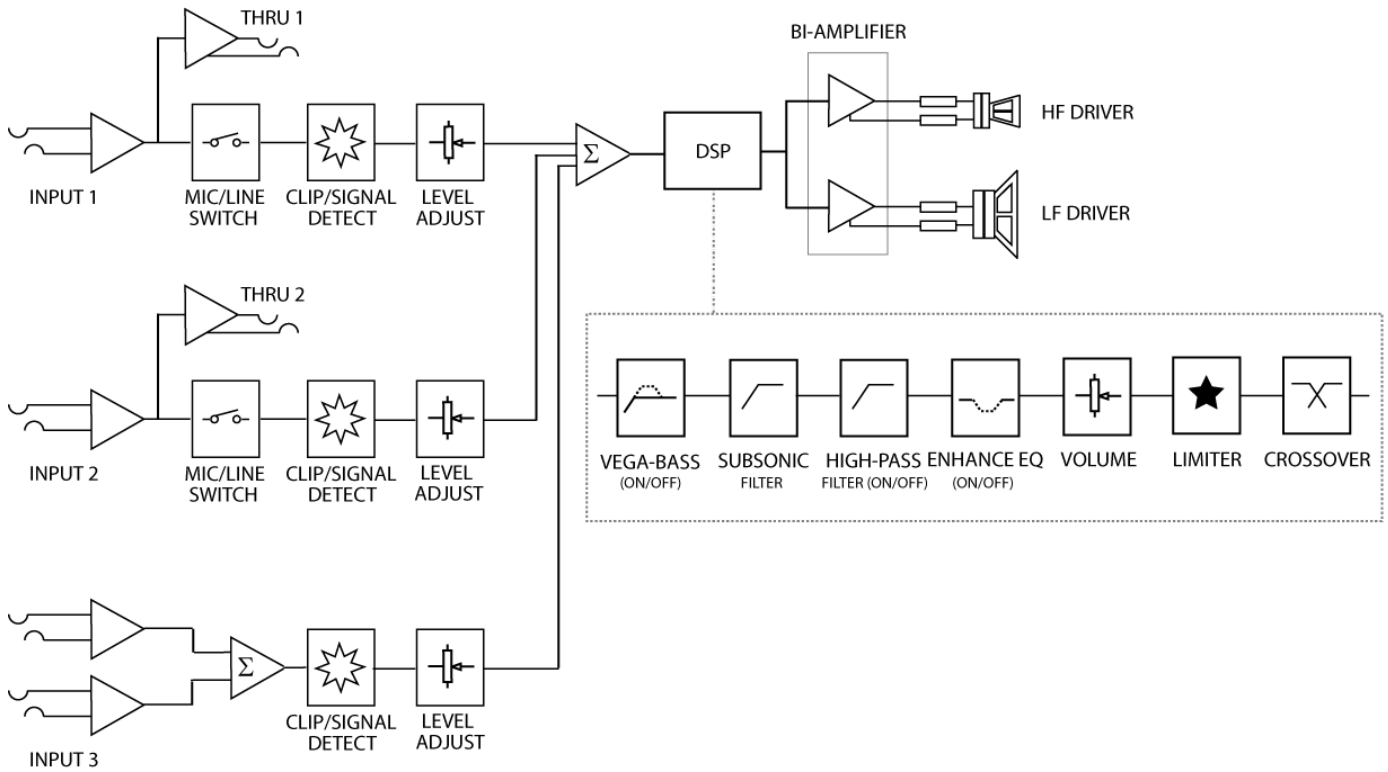 THRU 1
BI-AMPLIFIER
HF DRIVER
Σ
DSP
INPUT 1
MIC/LINE
SWITCH
CLIP/SIGNAL
DETECT
LEVEL
ADJUST
LF DRIVER
THRU 2
INPUT 2
MIC/LINE
SWITCH
CLIP/SIGNAL
DETECT
LEVEL
ADJUST
VEGA-BASS
(ON/OFF)
SUBSONIC
FILTER
HIGH-PASS
FILTER (ON/OFF)
ENHANCE EQ
(ON/OFF)
VOLUME
LIMITER
CROSSOVER
Σ
CLIP/SIGNAL
DETECT
LEVEL
ADJUST
INPUT 3